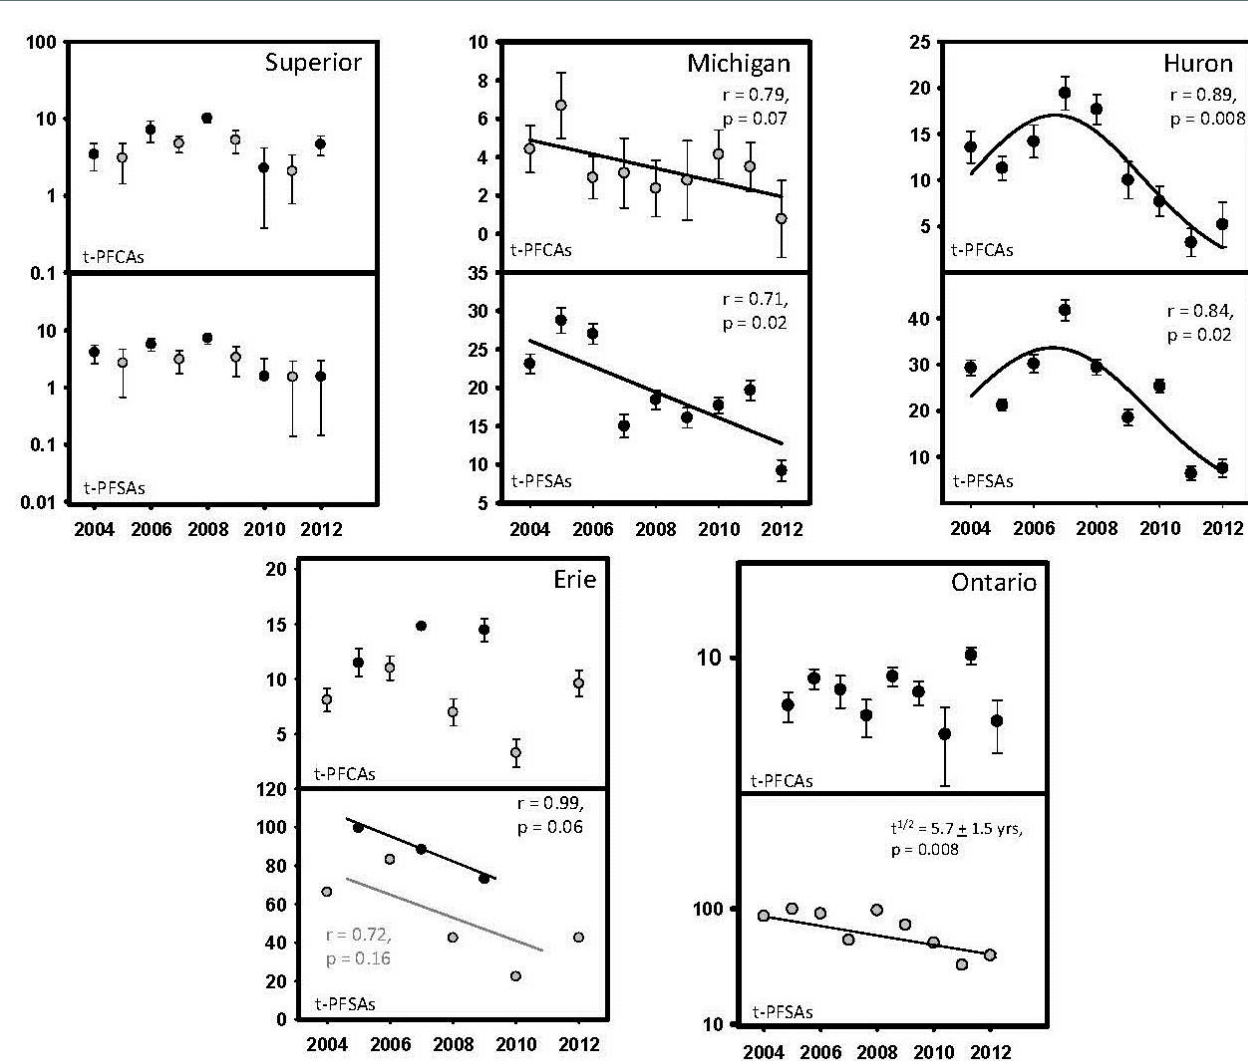 Superior
100
10
1
0.1
t-PFCAs
10
1
0.1
0.01
t-PFSAs
2004 2006 2008 2010 2012
Michigan
r = 0.79,
p = 0.07
10
8
6
4
2
0
t-PFCAs
35
30
25
20
15
10
5
r = 0.71,
p = 0.02
t-PFSAs
2004 2006 2008 2010 2012
Huron
r = 0.89,
p = 0.008
25
20
15
10
5
t-PFCAs
40
30
20
10
r = 0.84,
p = 0.02
t-PFSAs
2004 2006 2008 2010 2012
Erie
20
15
10
5
t-PFCAs
120
100
80
60
40
20
0
r = 0.99,
p = 0.06
r = 0.72,
p = 0.16
t-PFSAs
2004 2006 2008 2010 2012
Ontario
10
t-PFCAs
t1/2 = 5.7 ± 1.5 yrs,
p = 0.008
100
10
t-PFSAs
2004 2006 2008 2010 2012